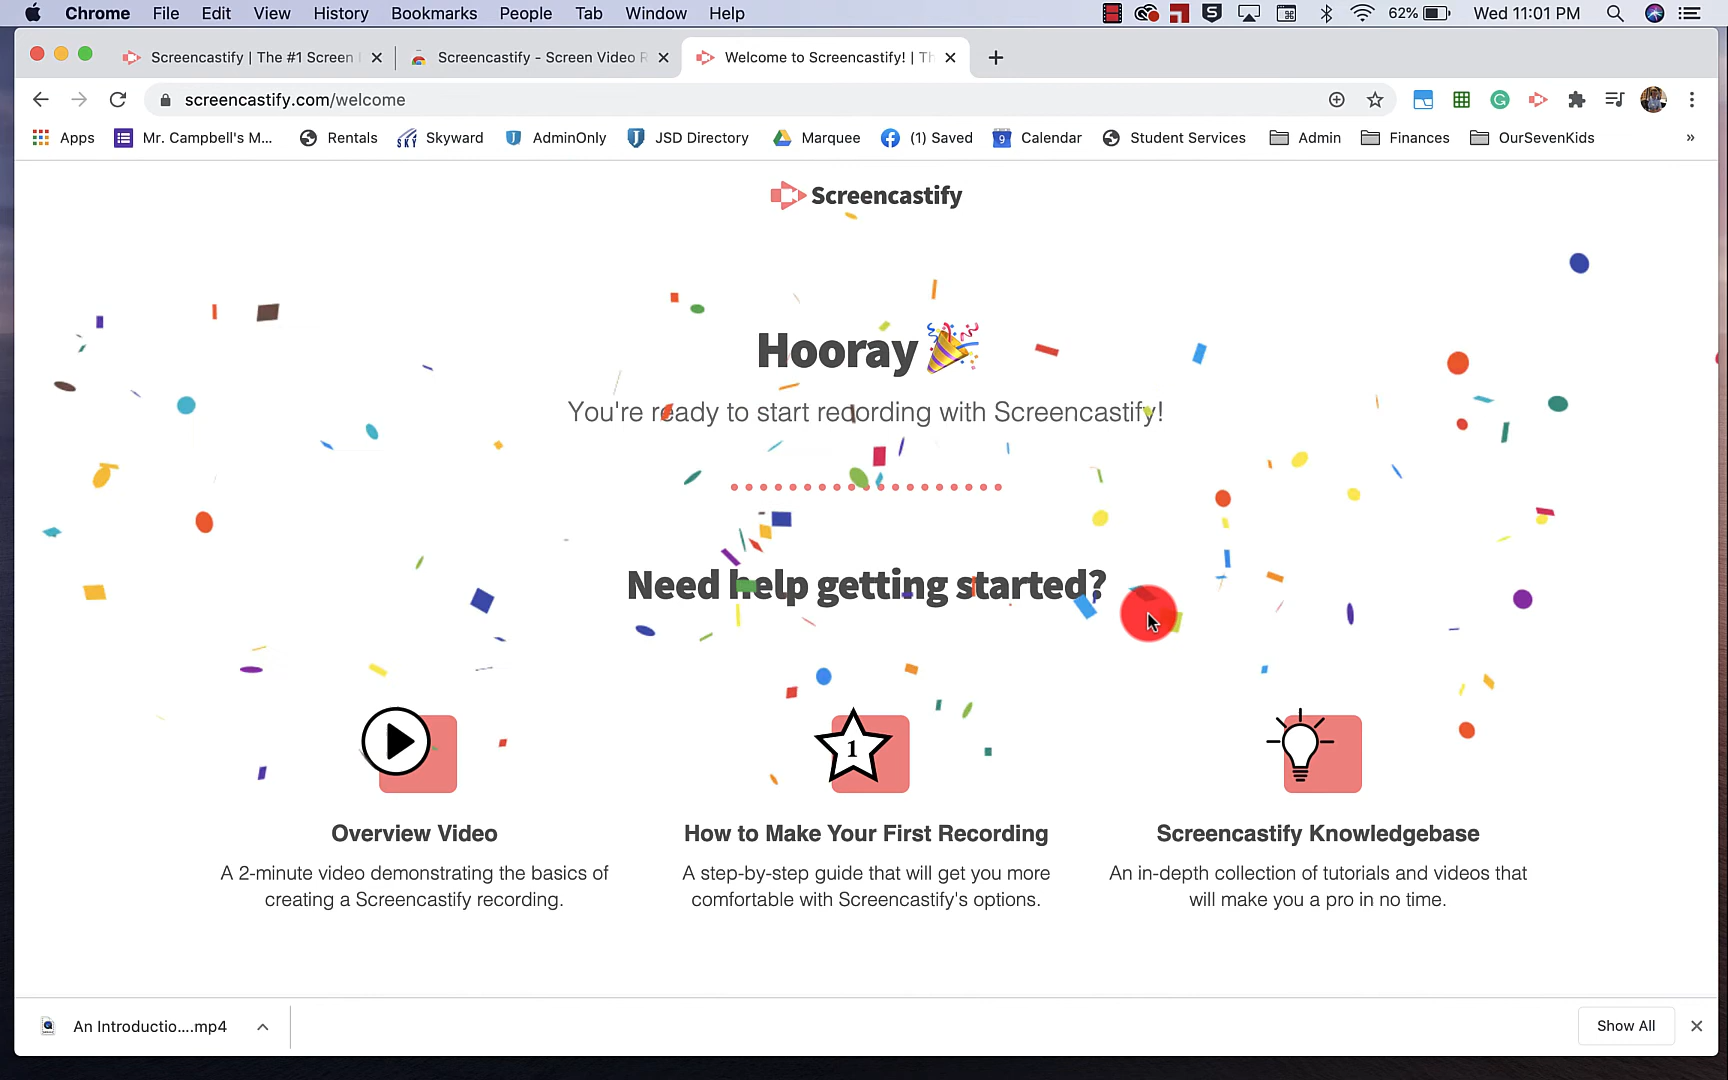 Chrome File Edit View History Bookmarks People Tab Window Help 62% Wed 11:01 PM
Screencastify | The #1 Screen Screencastify - Screen Video R Welcome to Screencastify! | Th
screencastify.com/welcome
Apps Mr. Campbell's M... Rentals SKY Skyward AdminOnly JSD Directory Marquee (1) Saved 9 Calendar Student Services Admin Finances OurSevenKids »
Screencastify
Hooray
You're ready to start recording with Screencastify!
Need help getting started?
1
Overview Video
A 2-minute video demonstrating the basics of
creating a Screencastify recording.
How to Make Your First Recording
A step-by-step guide that will get you more
comfortable with Screencastify's options.
Screencastify Knowledgebase
An in-depth collection of tutorials and videos that
will make you a pro in no time.
An Introductio....mp4 Show All